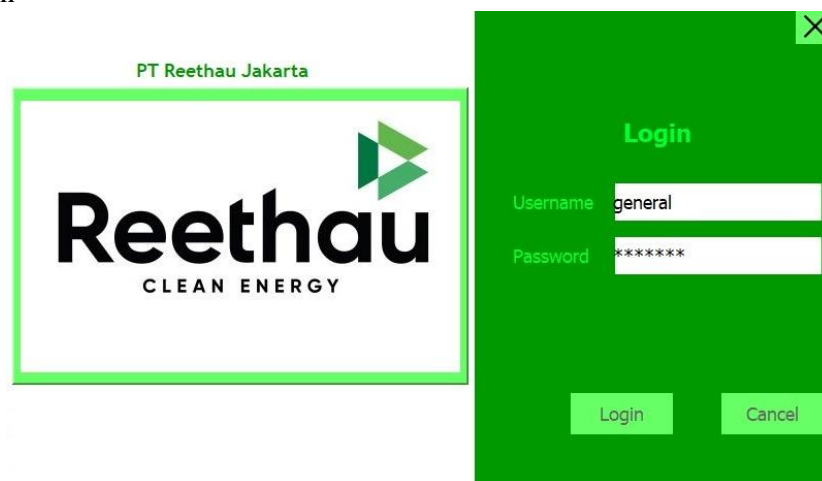 PT Reethau Jakarta
Reethau
CLEAN ENERGY
Login
Username general
Password *******
Login Cancel